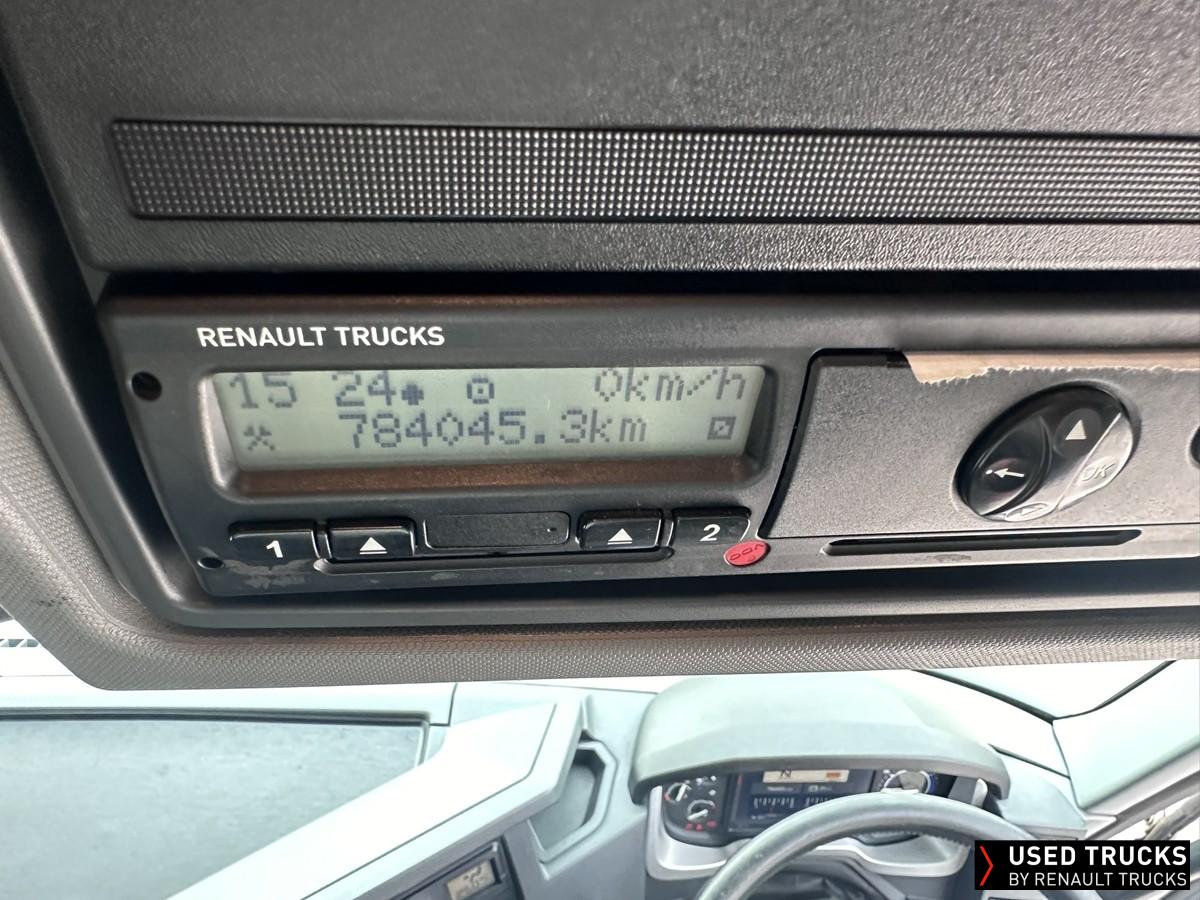 RENAULT TRUCKS
15 24 0km/h
784045.3km
1 2
OK
N
USED TRUCKS
BY RENAULT TRUCKS